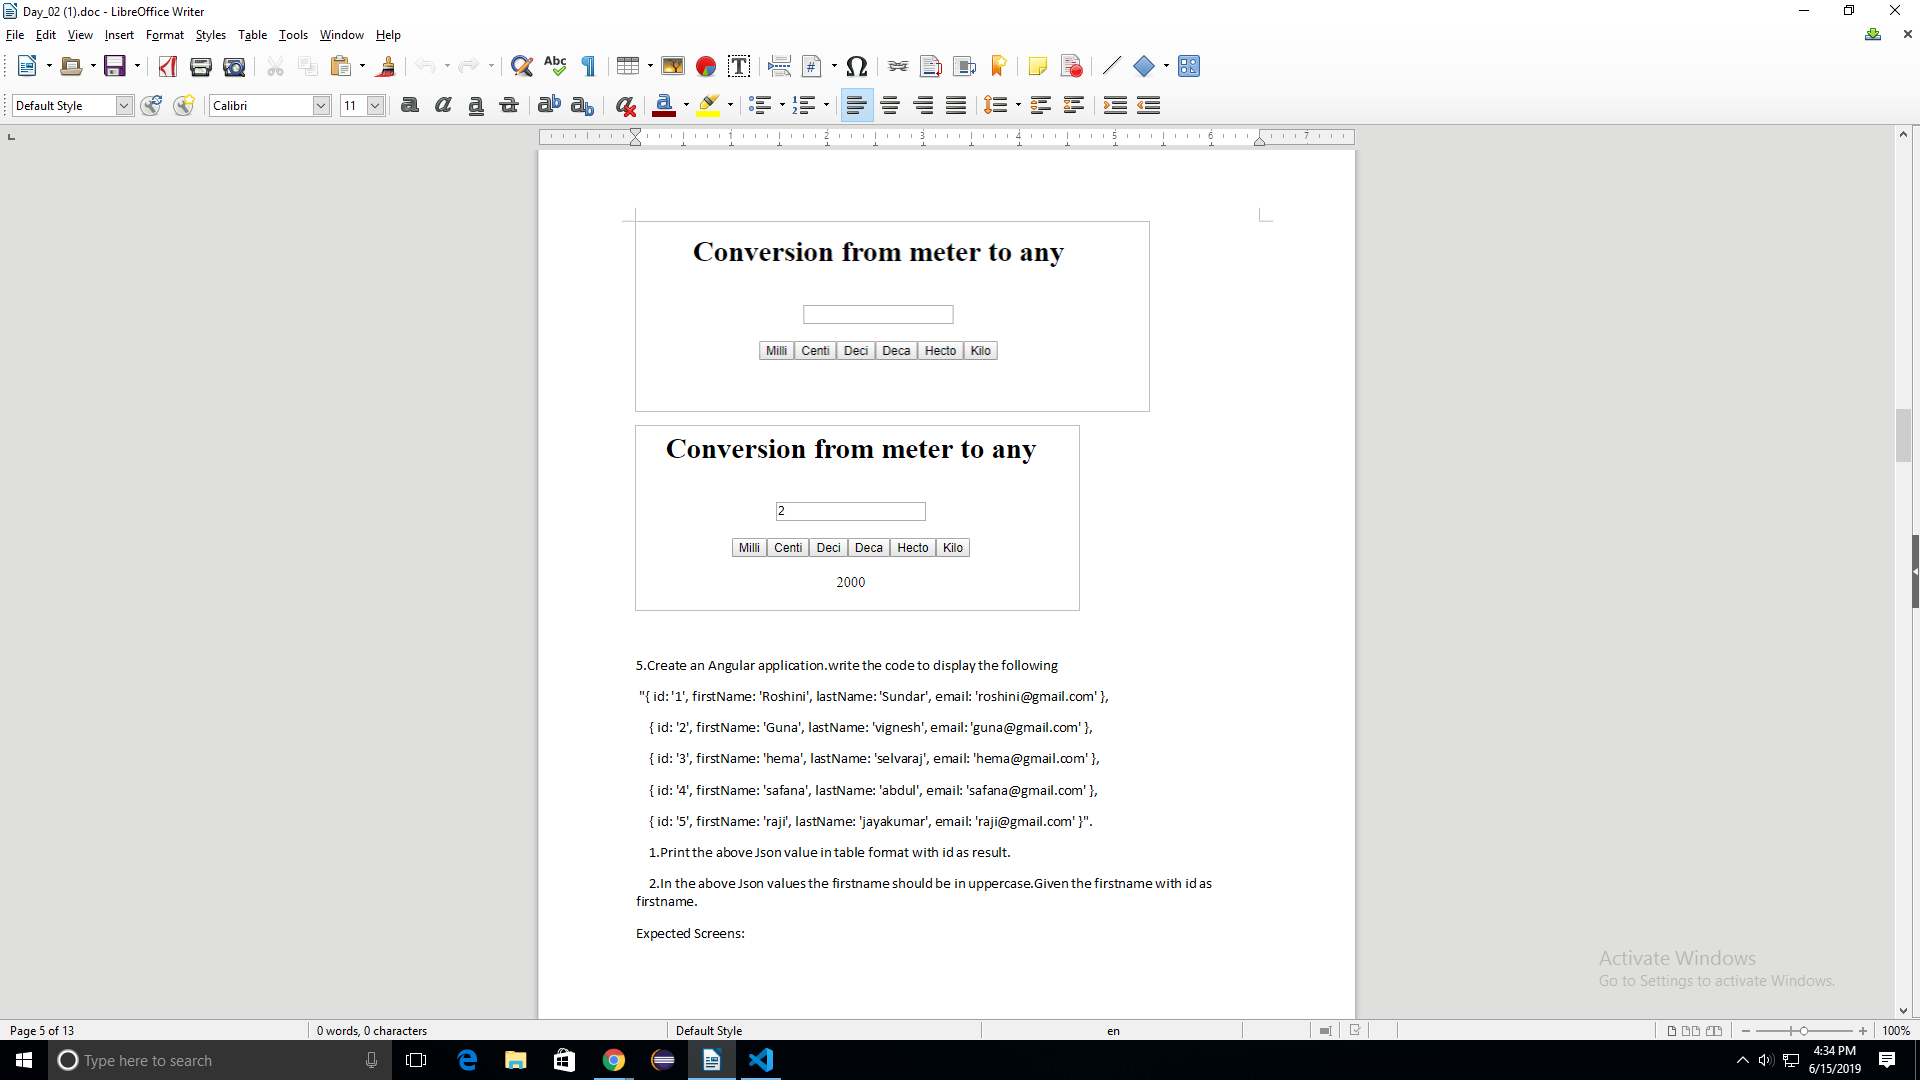 Day_02 (1).doc - LibreOffice Writer
File Edit View Insert Format Styles Table Tools Window Help
Default Style Calibri 11
1 2 3 4 5 6 7
Conversion from meter to any
Milli Centi Deci Deca Hecto Kilo
Conversion from meter to any
2
Milli Centi Deci Deca Hecto Kilo
2000
5.Create an Angular application.write the code to display the following
"{ id: '1', firstName: 'Roshini', lastName: 'Sundar', email: 'roshini@gmail.com' },
{ id: '2', firstName: 'Guna', lastName: 'vignesh', email: 'guna@gmail.com' },
{ id: '3', firstName: 'hema', lastName: 'selvaraj', email: 'hema@gmail.com' },
{ id: '4', firstName: 'safana', lastName: 'abdul', email: 'safana@gmail.com' },
{ id: '5', firstName: 'raji', lastName: 'jayakumar', email: 'raji@gmail.com' }".
1.Print the above Json value in table format with id as result.
2.In the above Json values the firstname should be in uppercase.Given the firstname with id as
firstname.
Expected Screens:
Activate Windows
Go to Settings to activate Windows.
Page 5 of 13 0 words, 0 characters Default Style en 100%
Type here to search
4:34 PM
6/15/2019